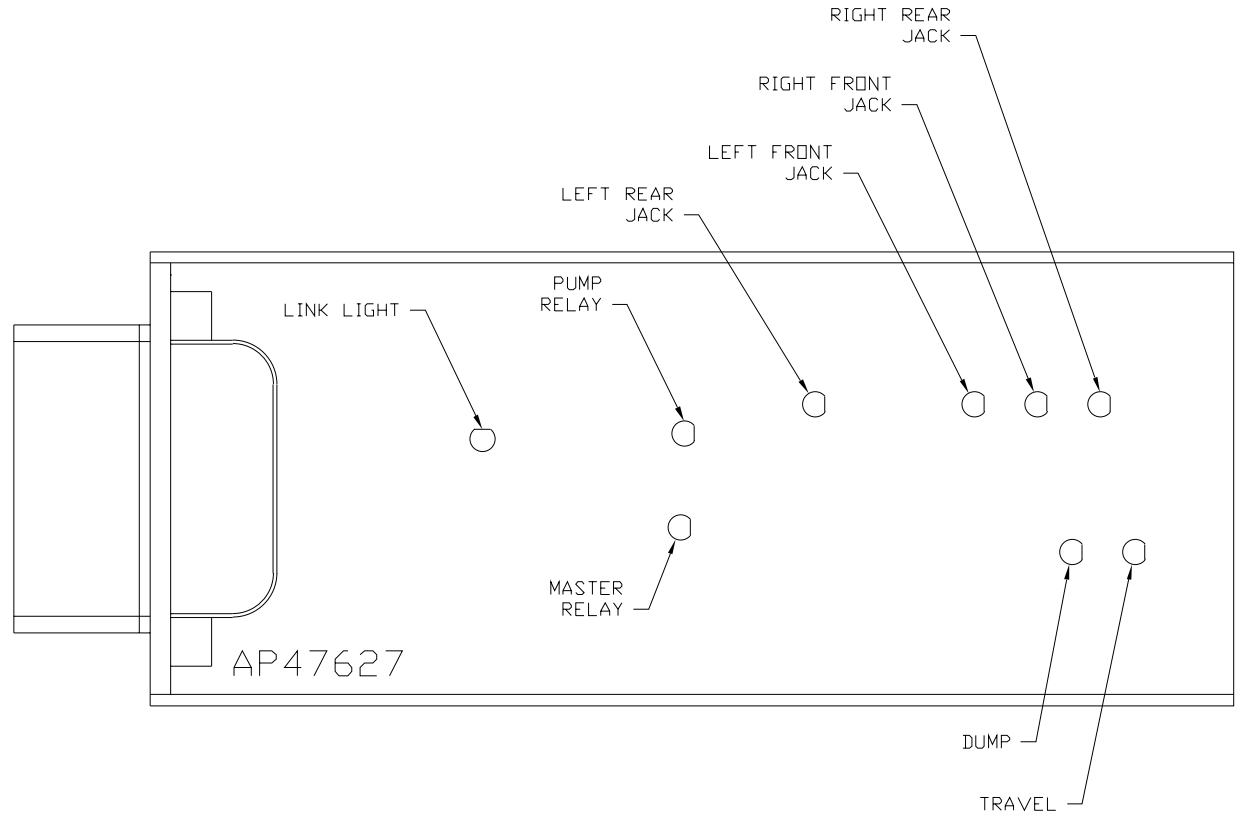 RIGHT REAR
JACK
RIGHT FRONT
JACK
LEFT FRONT
JACK
LEFT REAR
JACK
PUMP
RELAY
LINK LIGHT
MASTER
RELAY
AP47627
DUMP
TRAVEL